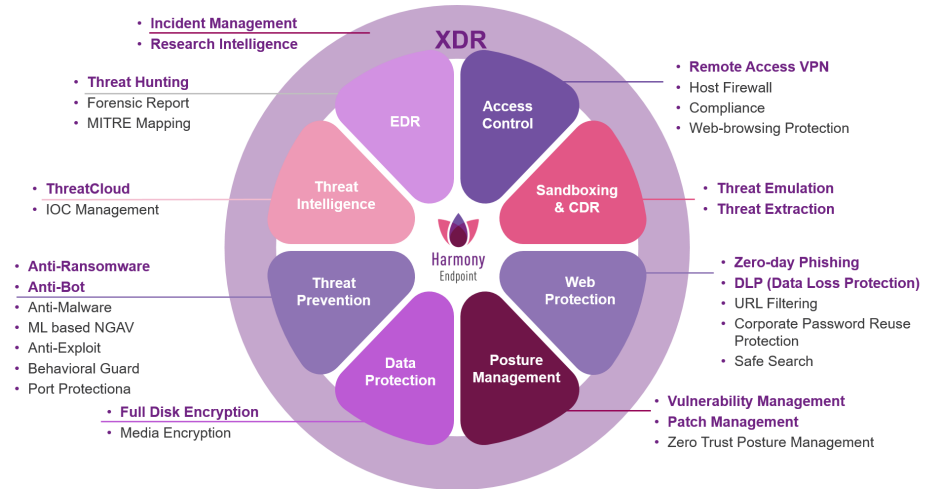 • Incident Management
• Research Intelligence
XDR
• Threat Hunting
• Forensic Report
• MITRE Mapping
EDR
Access
Control
• Remote Access VPN
• Host Firewall
• Compliance
• Web-browsing Protection
• ThreatCloud
• IOC Management
Threat
Intelligence
Sandboxing
& CDR
• Threat Emulation
• Threat Extraction
Harmony
Endpoint
• Anti-Ransomware
• Anti-Bot
• Anti-Malware
• ML based NGAV
• Anti-Exploit
• Behavioral Guard
• Port Protectiona
Threat
Prevention
Web
Protection
• Zero-day Phishing
• DLP (Data Loss Protection)
• URL Filtering
• Corporate Password Reuse
Protection
• Safe Search
Data
Protection
Posture
Management
• Full Disk Encryption
• Media Encryption
• Vulnerability Management
• Patch Management
• Zero Trust Posture Management